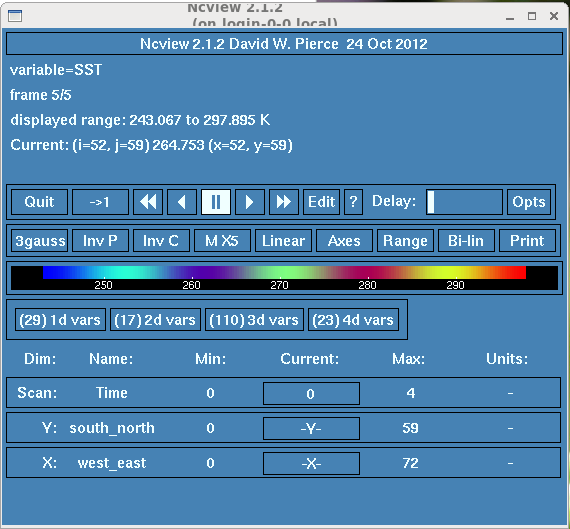 Ncview 2.1.2
(on login-0-0.local)
Ncview 2.1.2 David W. Pierce 24 Oct 2012
variable=SST
frame 5/5
displayed range: 243.067 to 297.895 K
Current: (i=52, j=59) 264.753 (x=52, y=59)
Quit ->1 Edit ? Delay: Opts
3gauss Inv P Inv C M X5 Linear Axes Range Bi-lin Print
250 260 270 280 290
(29) 1d vars (17) 2d vars (110) 3d vars (23) 4d vars
Dim: Name: Min: Current: Max: Units:
Scan: Time 0 0 4 -
Y: south_north 0 -Y- 59 -
X: west_east 0 -X- 72 -